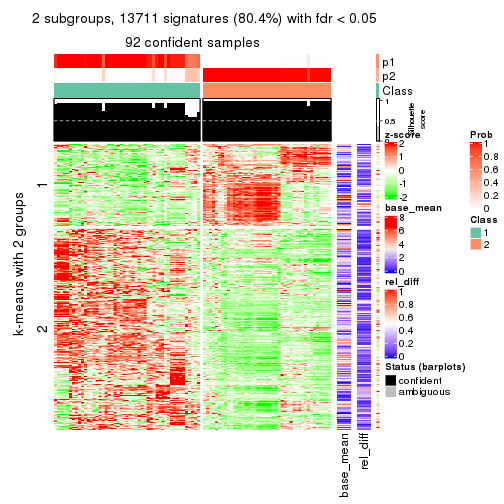 2 subgroups, 13711 signatures (80.4%) with fdr < 0.05
92 confident samples
p1
p2
Class
1
0.5
0
Silhouette
score
k-means with 2 groups
1
2
base_mean
rel_diff
z-score
2
1
0
-1
-2
base_mean
8
6
4
2
0
rel_diff
1
0.8
0.6
0.4
0.2
0
Status (barplots)
confident
ambiguous
Prob
1
0.8
0.6
0.4
0.2
0
Class
1
2